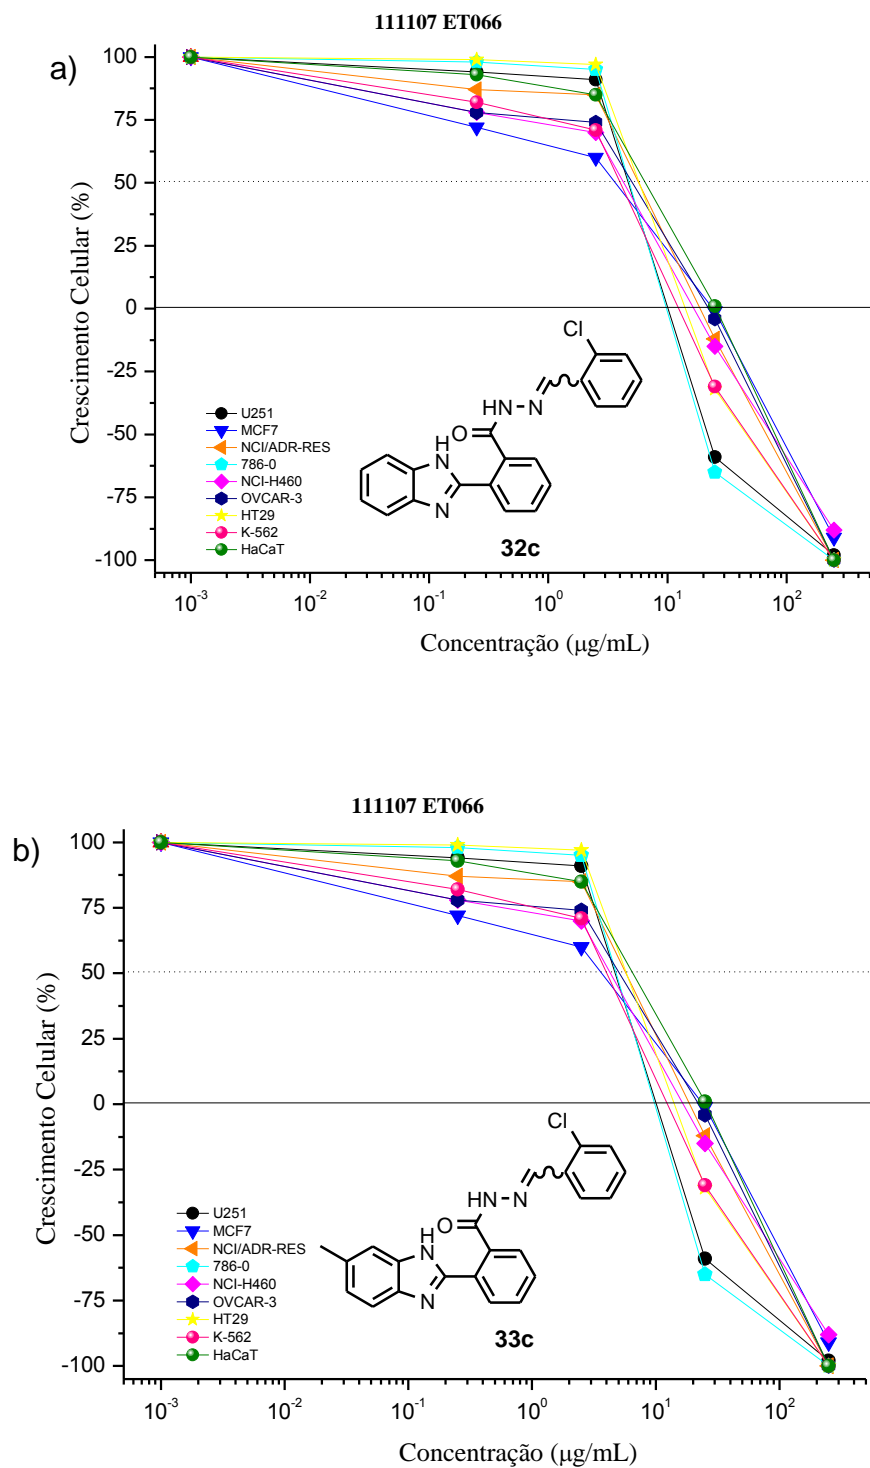 111107 ET066
a)
Crescimento Celular (%)
100
75
50
25
0
-25
-50
-75
-100
U251
MCF7
NCI/ADR-RES
786-0
NCI-H460
OVCAR-3
HT29
K-562
HaCaT
Cl
HN-N
O
H
N
N
32c
10-3 10-2 10-1 100 101 102
Concentração (μg/mL)
111107 ET066
b)
Crescimento Celular (%)
100
75
50
25
0
-25
-50
-75
-100
U251
MCF7
NCI/ADR-RES
786-0
NCI-H460
OVCAR-3
HT29
K-562
HaCaT
Cl
HN-N
O
H
N
N
33c
10-3 10-2 10-1 100 101 102
Concentração (μg/mL)